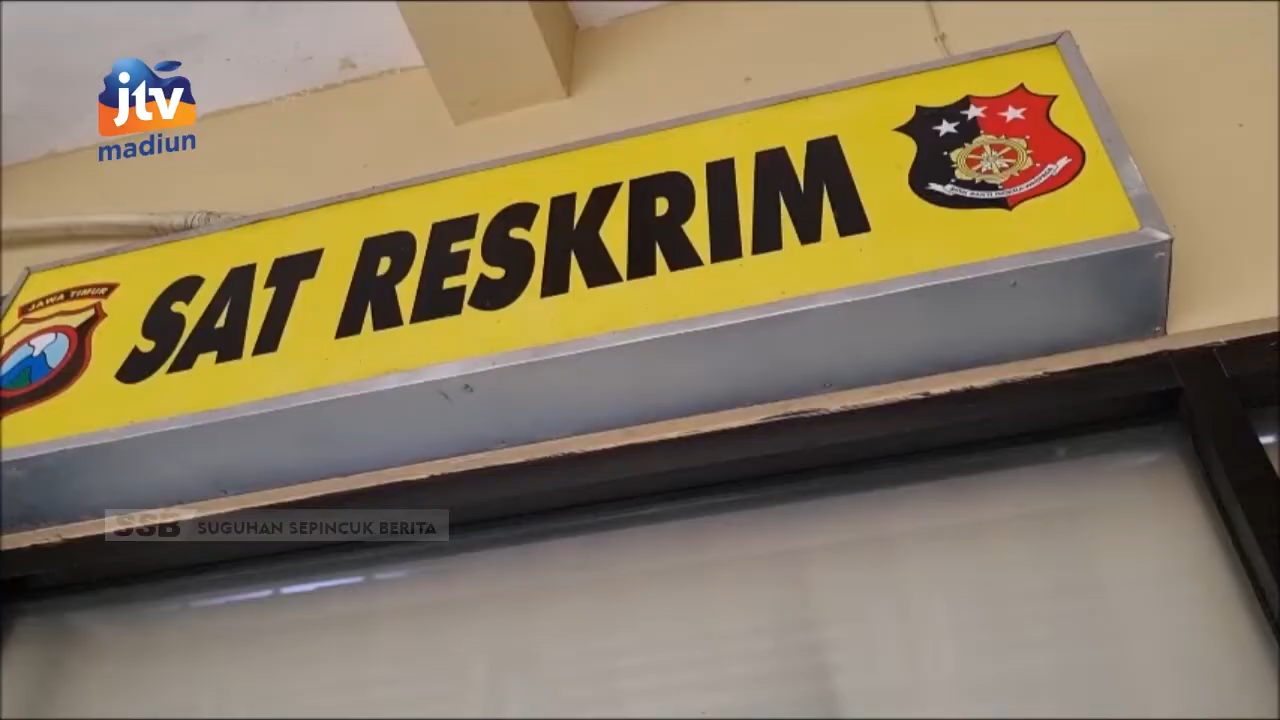 jtv
madiun
JAWA TIMUR
SAT RESKRIM
SSB SUGUHAN SEPINCUK BERITA